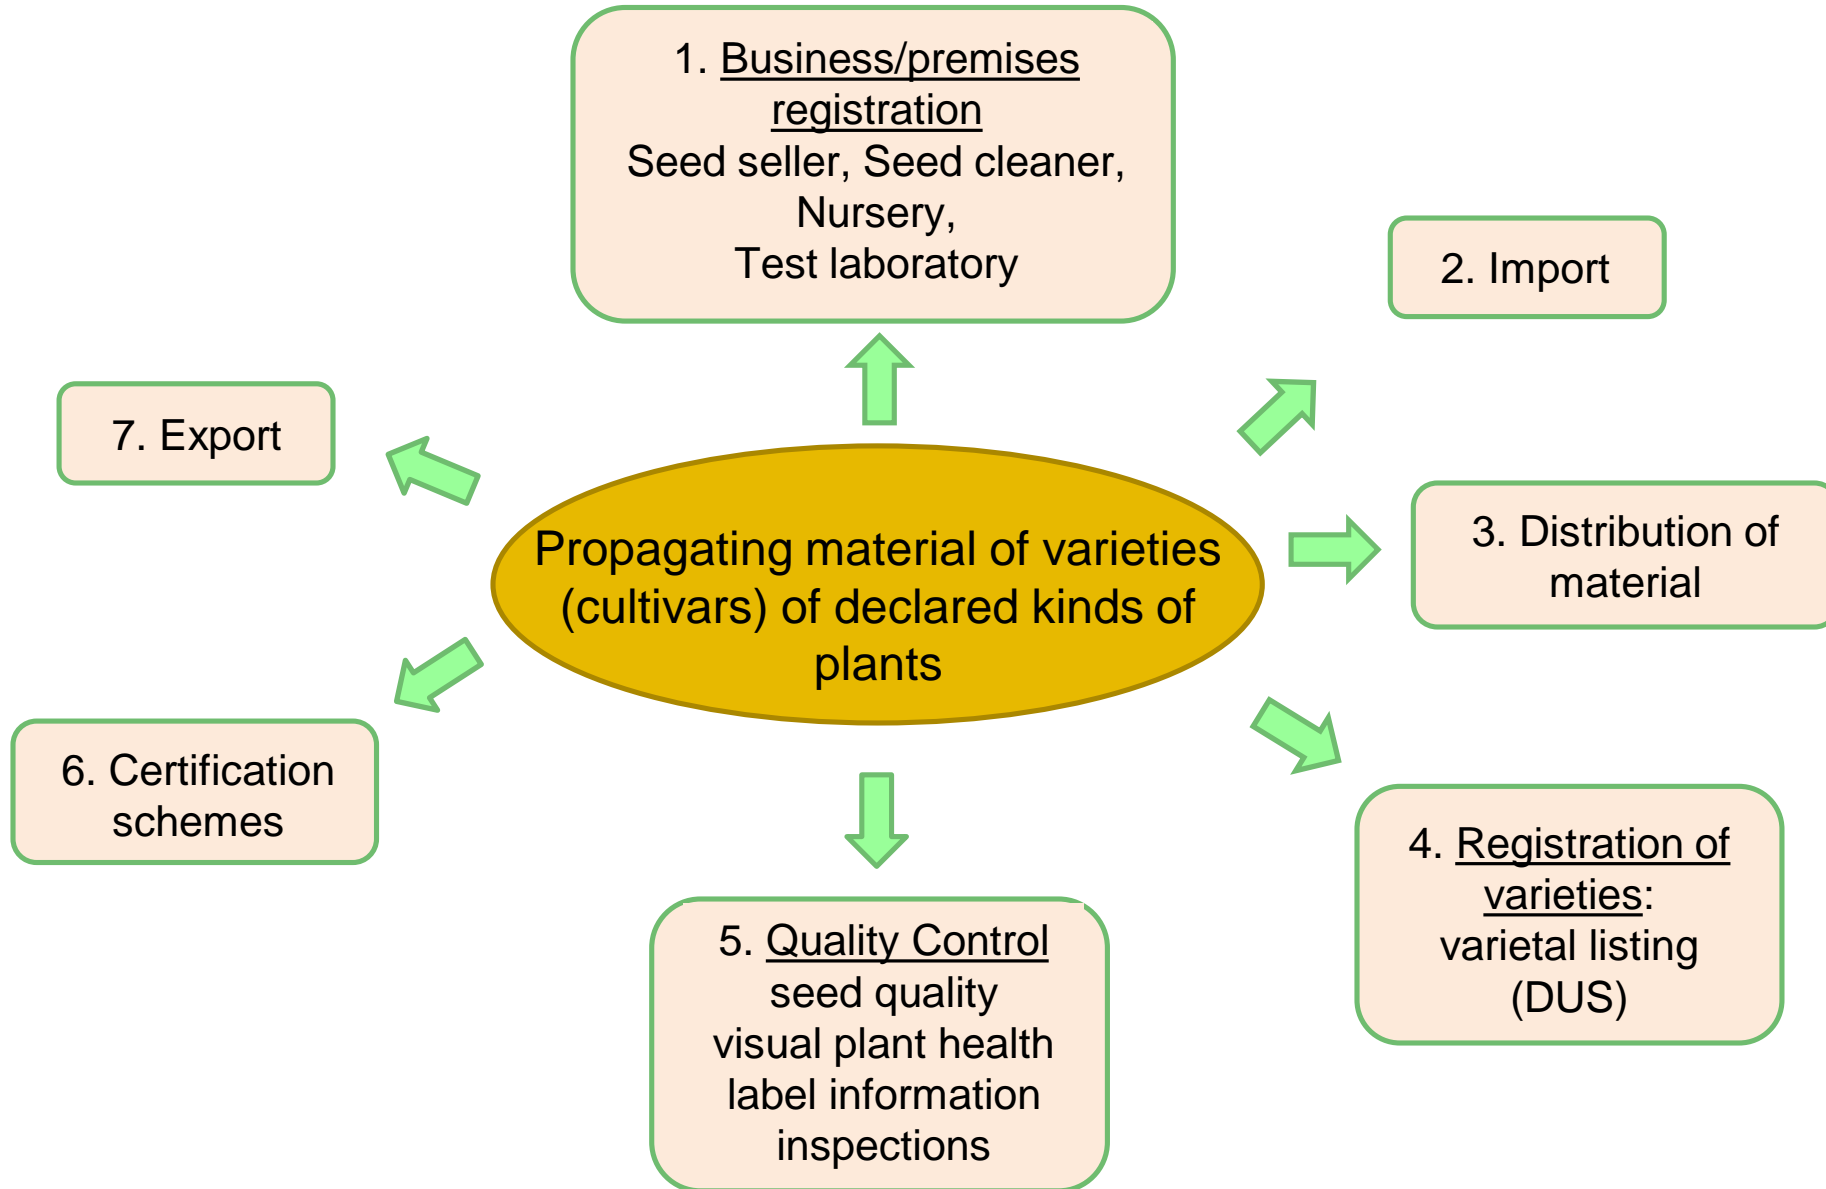 1. Business/premises
registration
Seed seller, Seed cleaner,
Nursery,
Test laboratory
2. Import
7. Export
3. Distribution of
material
Propagating material of varieties
(cultivars) of declared kinds of
plants
6. Certification
schemes
4. Registration of
varieties:
varietal listing
(DUS)
5. Quality Control
seed quality
visual plant health
label information
inspections